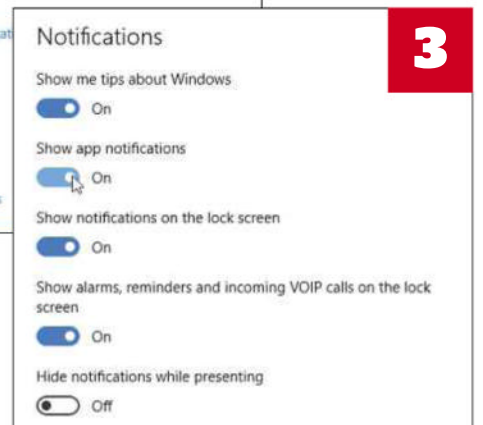 Notifications
3
Show me tips about Windows
On
Show app notifications
On
Show notifications on the lock screen
On
Show alarms, reminders and incoming VOIP calls on the lock
screen
On
Hide notifications while presenting
Off